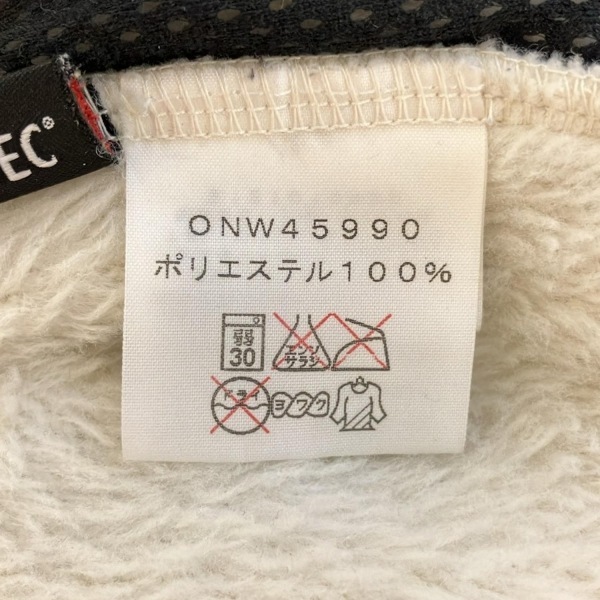 EC®
ONW45990
ポリエステル100%
弱 30 エンソ サラシ
ドライ ヨワク